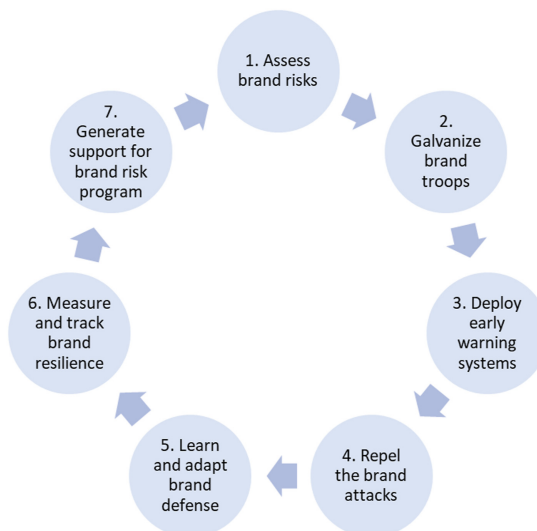 1. Assess
brand risks
2.
Galvanize
brand
troops
3. Deploy
early
warning
systems
4. Repel
the brand
attacks
5. Learn
and adapt
brand
defense
6. Measure
and track
brand
resilience
7.
Generate
support for
brand risk
program